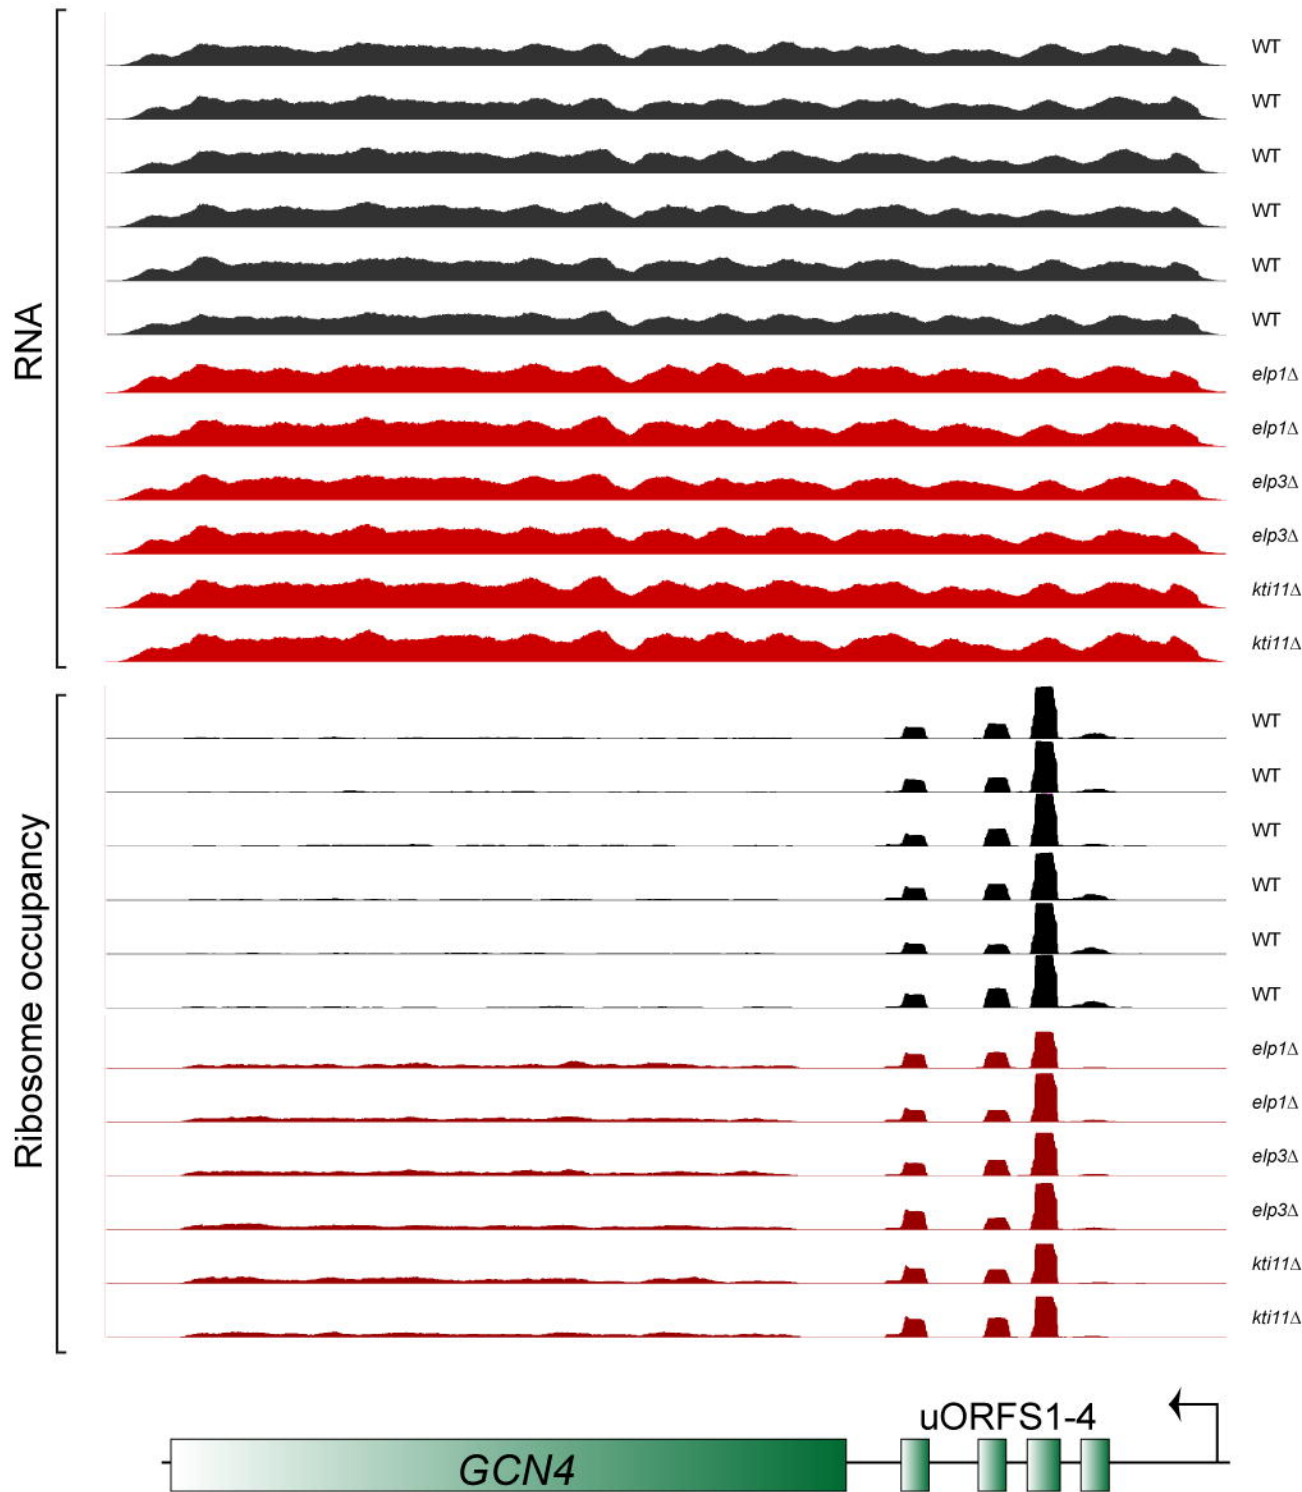 RNA
WT
WT
WT
WT
WT
WT
elp1Δ
elp1Δ
elp3Δ
elp3Δ
kti11Δ
kti11Δ
Ribosome occupancy
WT
WT
WT
WT
WT
WT
elp1Δ
elp1Δ
elp3Δ
elp3Δ
kti11Δ
kti11Δ
uORFS1-4
GCN4